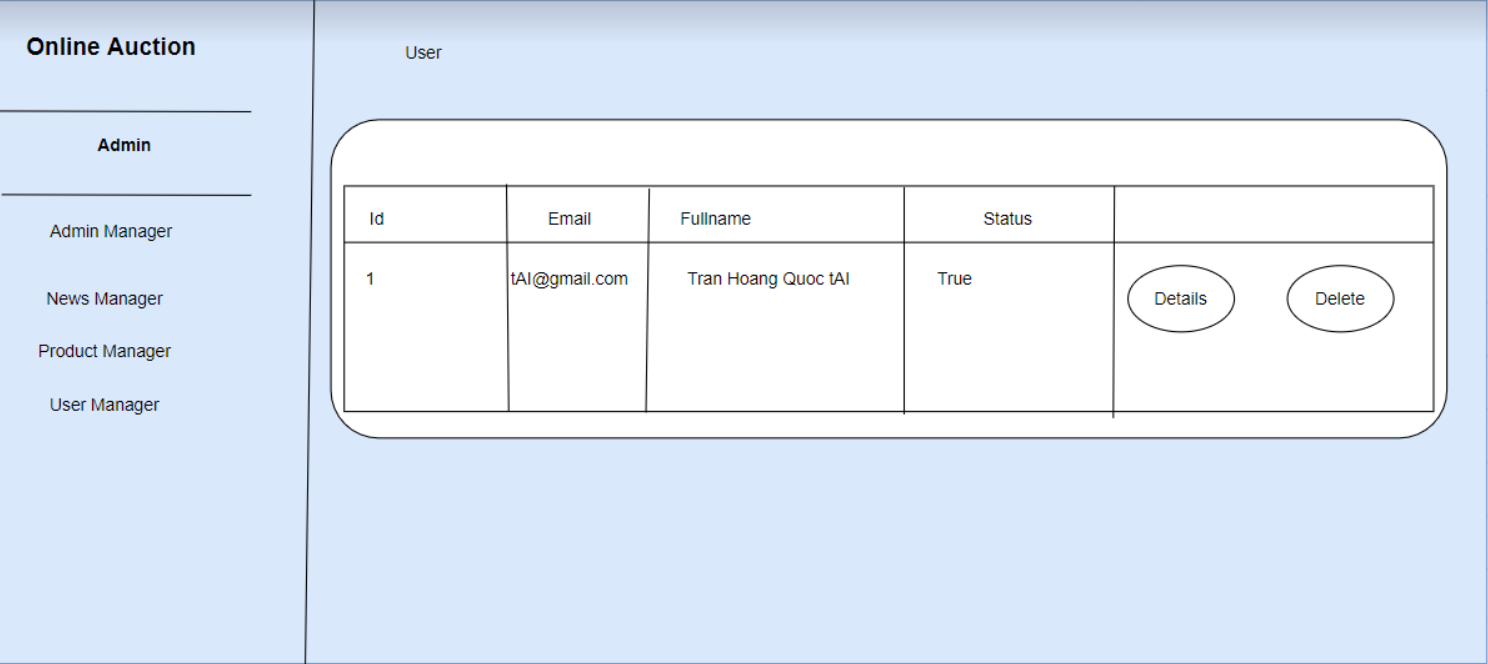 Online Auction
User
Admin
Admin Manager
News Manager
Product Manager
User Manager
Id Email Fullname Status
1 tAI@gmail.com Tran Hoang Quoc tAI True Details Delete